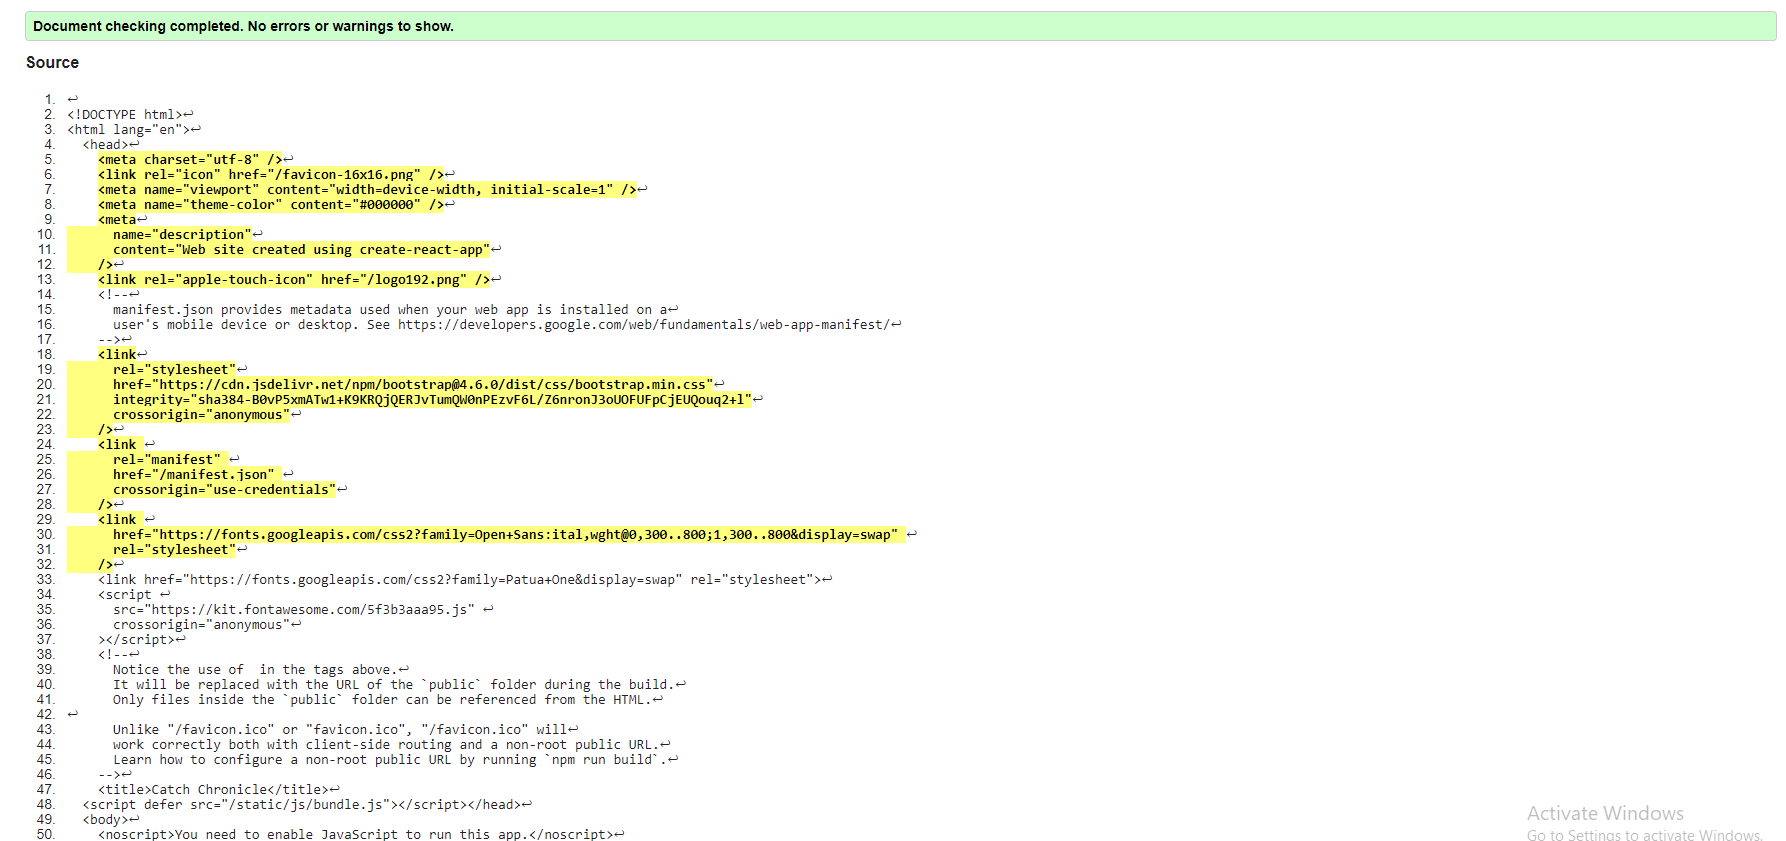 Document checking completed. No errors or warnings to show.
Source
1. ↩
2. <!DOCTYPE html>↩
3. <html lang="en">↩
4. <head>↩
5. <meta charset="utf-8" />↩
6. <link rel="icon" href="/favicon-16x16.png" />↩
7. <meta name="viewport" content="width=device-width, initial-scale=1" />↩
8. <meta name="theme-color" content="#000000" />↩
9. <meta↩
10. name="description"↩
11. content="Web site created using create-react-app"↩
12. />↩
13. <link rel="apple-touch-icon" href="/logo192.png" />↩
14. <!--↩
15. manifest.json provides metadata used when your web app is installed on a↩
16. user's mobile device or desktop. See https://developers.google.com/web/fundamentals/web-app-manifest/↩
17. -->↩
18. <link↩
19. rel="stylesheet"↩
20. href="https://cdn.jsdelivr.net/npm/bootstrap@4.6.0/dist/css/bootstrap.min.css"↩
21. integrity="sha384-B0vP5xmATw1+K9KRQjQERJvTumQW0nPEzvF6L/Z6nronJ3oUOFUFpCjEUQouq2+l"↩
22. crossorigin="anonymous"↩
23. />↩
24. <link ↩
25. rel="manifest" ↩
26. href="/manifest.json" ↩
27. crossorigin="use-credentials"↩
28. />↩
29. <link ↩
30. href="https://fonts.googleapis.com/css2?family=Open+Sans:ital,wght@0,300..800;1,300..800&display=swap" ↩
31. rel="stylesheet"↩
32. />↩
33. <link href="https://fonts.googleapis.com/css2?family=Patua+One&display=swap" rel="stylesheet">↩
34. <script ↩
35. src="https://kit.fontawesome.com/5f3b3aaa95.js" ↩
36. crossorigin="anonymous"↩
37. ></script>↩
38. <!--↩
39. Notice the use of  in the tags above.↩
40. It will be replaced with the URL of the `public` folder during the build.↩
41. Only files inside the `public` folder can be referenced from the HTML.↩
42. ↩
43. Unlike "/favicon.ico" or "favicon.ico", "/favicon.ico" will↩
44. work correctly both with client-side routing and a non-root public URL.↩
45. Learn how to configure a non-root public URL by running `npm run build`.↩
46. -->↩
47. <title>Catch Chronicle</title>↩
48. <script defer src="/static/js/bundle.js"></script></head>↩
49. <body>↩
50. <noscript>You need to enable JavaScript to run this app.</noscript>↩
Activate Windows
Go to Settings to activate Windows.